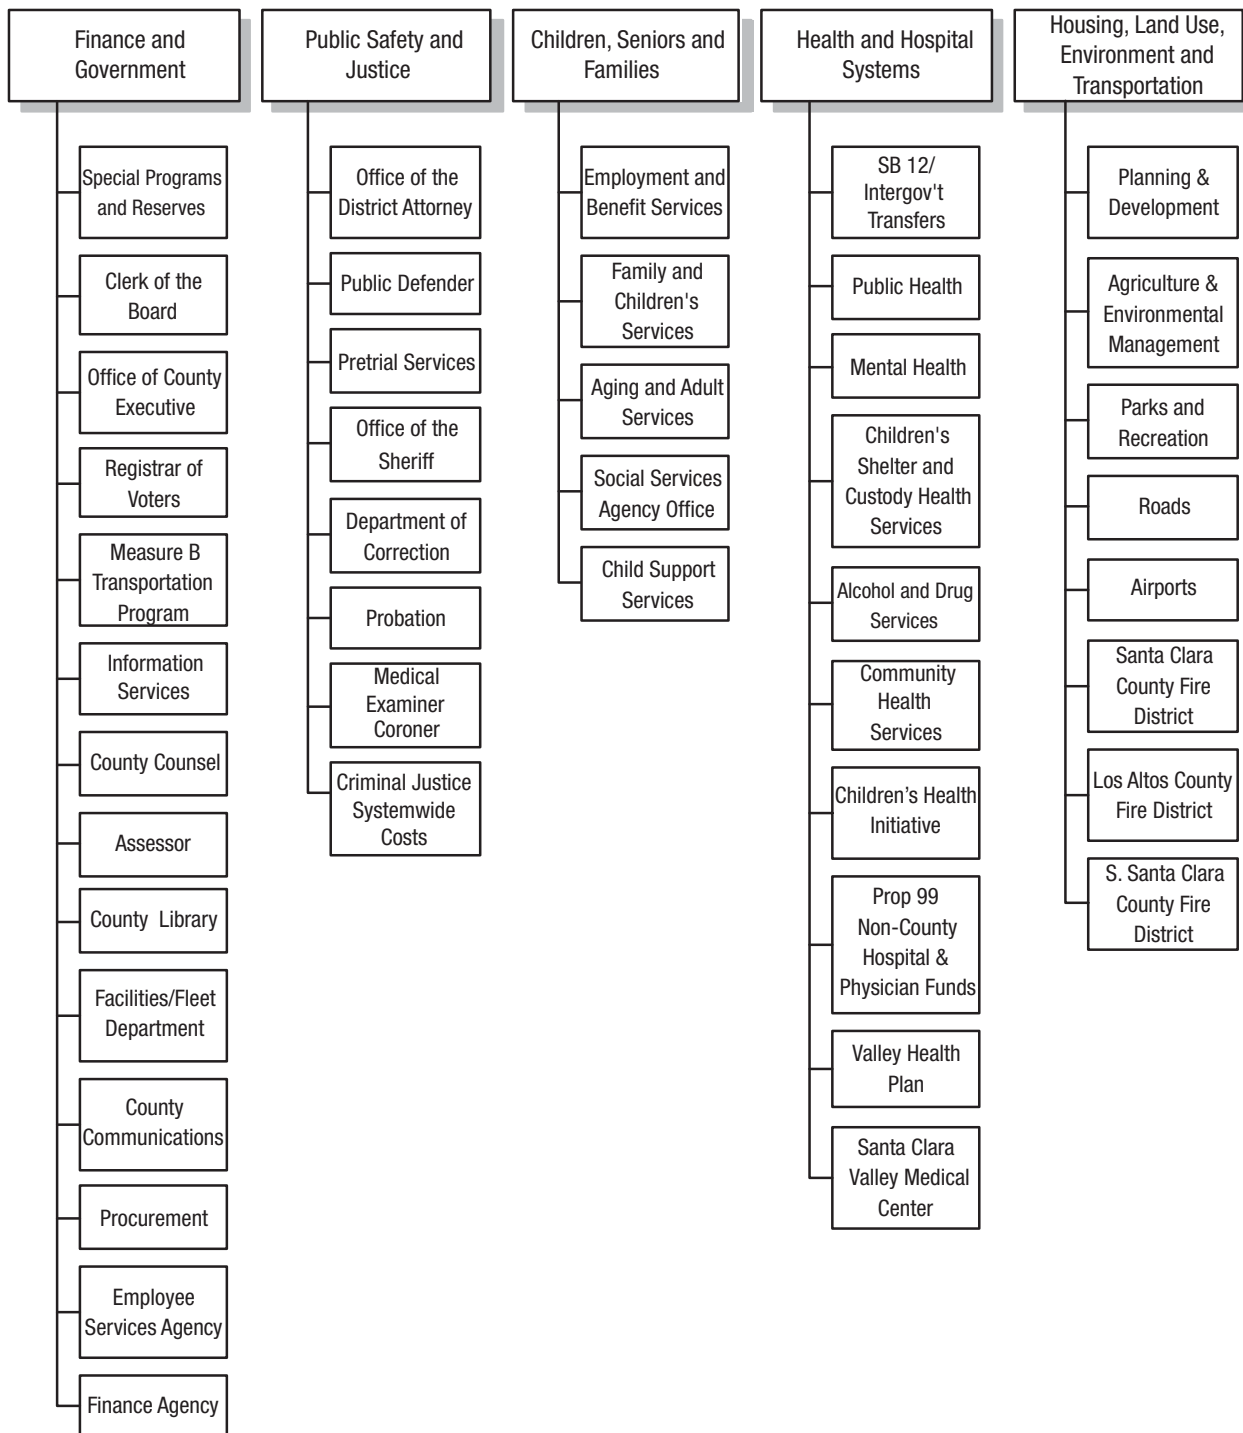 Finance and
Government
Special Programs
and Reserves
Clerk of the
Board
Office of County
Executive
Registrar of
Voters
Measure B
Transportation
Program
Information
Services
County Counsel
Assessor
County Library
Facilities/Fleet
Department
County
Communications
Procurement
Employee
Services Agency
Finance Agency
Public Safety and
Justice
Office of the
District Attorney
Public Defender
Pretrial Services
Office of the
Sheriff
Department of
Correction
Probation
Medical
Examiner
Coroner
Criminal Justice
Systemwide
Costs
Children, Seniors and
Families
Employment and
Benefit Services
Family and
Children's
Services
Aging and Adult
Services
Social Services
Agency Office
Child Support
Services
Health and Hospital
Systems
SB 12/
Intergov't
Transfers
Public Health
Mental Health
Children's
Shelter and
Custody Health
Services
Alcohol and Drug
Services
Community
Health
Services
Children’s Health
Initiative
Prop 99
Non-County
Hospital &
Physician Funds
Valley Health
Plan
Santa Clara
Valley Medical
Center
Housing, Land Use,
Environment and
Transportation
Planning &
Development
Agriculture &
Environmental
Management
Parks and
Recreation
Roads
Airports
Santa Clara
County Fire
District
Los Altos County
Fire District
S. Santa Clara
County Fire
District